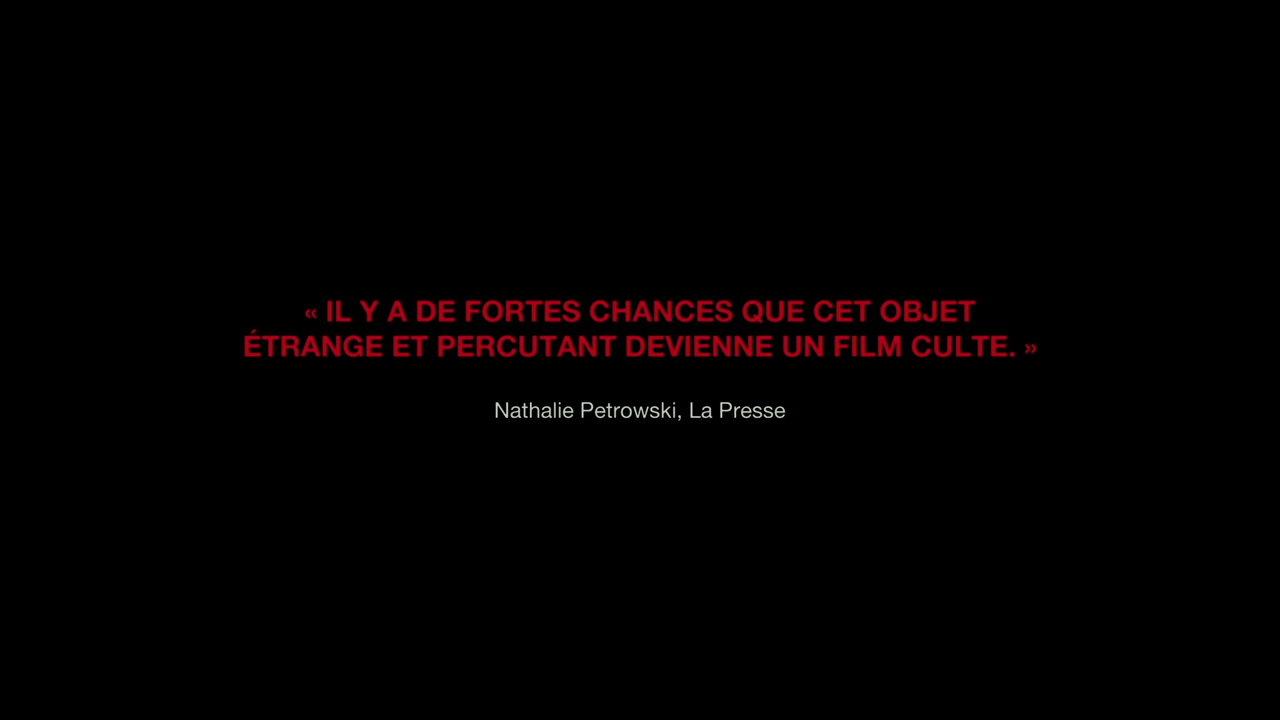 « IL Y A DE FORTES CHANCES QUE CET OBJET
ÉTRANGE ET PERCUTANT DEVIENNE UN FILM CULTE. »
Nathalie Petrowski, La Presse